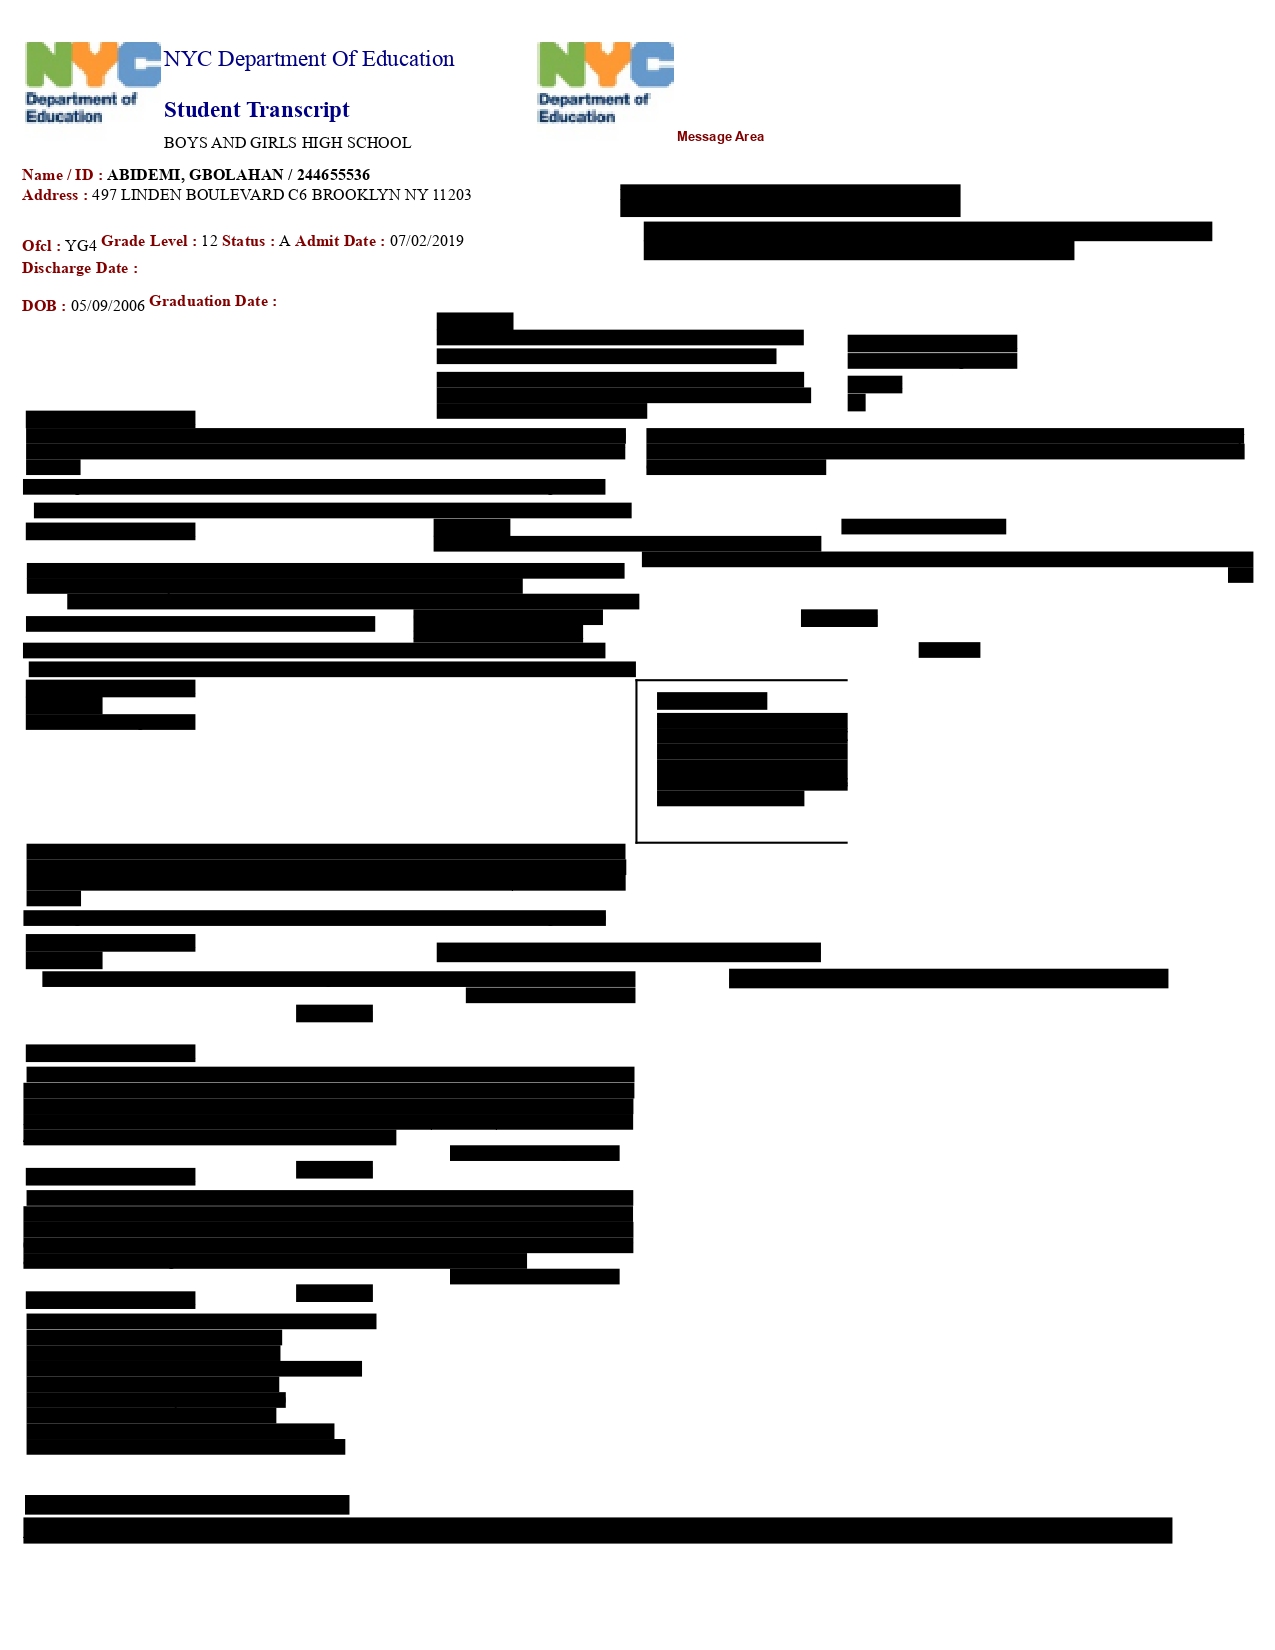 NYC
Department of
Education
NYC Department Of Education
Student Transcript
BOYS AND GIRLS HIGH SCHOOL
NYC
Department of
Education
Message Area
Name / ID : ABIDEMI, GBOLAHAN / 244655536
Address : 497 LINDEN BOULEVARD C6 BROOKLYN NY 11203
Ofcl : YG4 Grade Level : 12 Status : A Admit Date : 07/02/2019
Discharge Date :
DOB : 05/09/2006 Graduation Date :